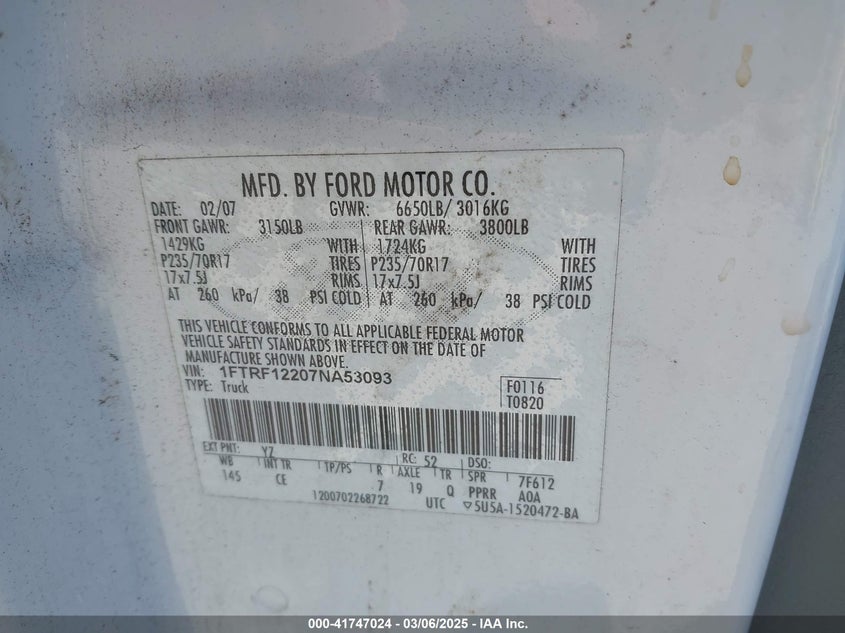 MFD. BY FORD MOTOR CO.
DATE: 02/07 GVWR: 6650LB/ 3016KG
FRONT GAWR: 3150LB REAR GAWR: 3800LB
1429KG WITH 1724KG WITH
P235/70R17 TIRES P235/70R17 TIRES
17x7.5J RIMS 17x7.5J RIMS
AT 260 kPa/ 38 PSI COLD AT 260 kPa/ 38 PSI COLD
THIS VEHICLE CONFORMS TO ALL APPLICABLE FEDERAL MOTOR
VEHICLE SAFETY STANDARDS IN EFFECT ON THE DATE OF
MANUFACTURE SHOWN ABOVE.
VIN: 1FTRF12207NA53093
TYPE: Truck
F0116
T0820
EXT PNT: YZ RC: 52 DSO:
WB INT TR TP/PS R AXLE TR SPR 7F612
145 CE 7 19 Q PPRR A0A
1200702268722 UTC ▽5U5A-1520472-BA
000-41747024 - 03/06/2025 - IAA Inc.